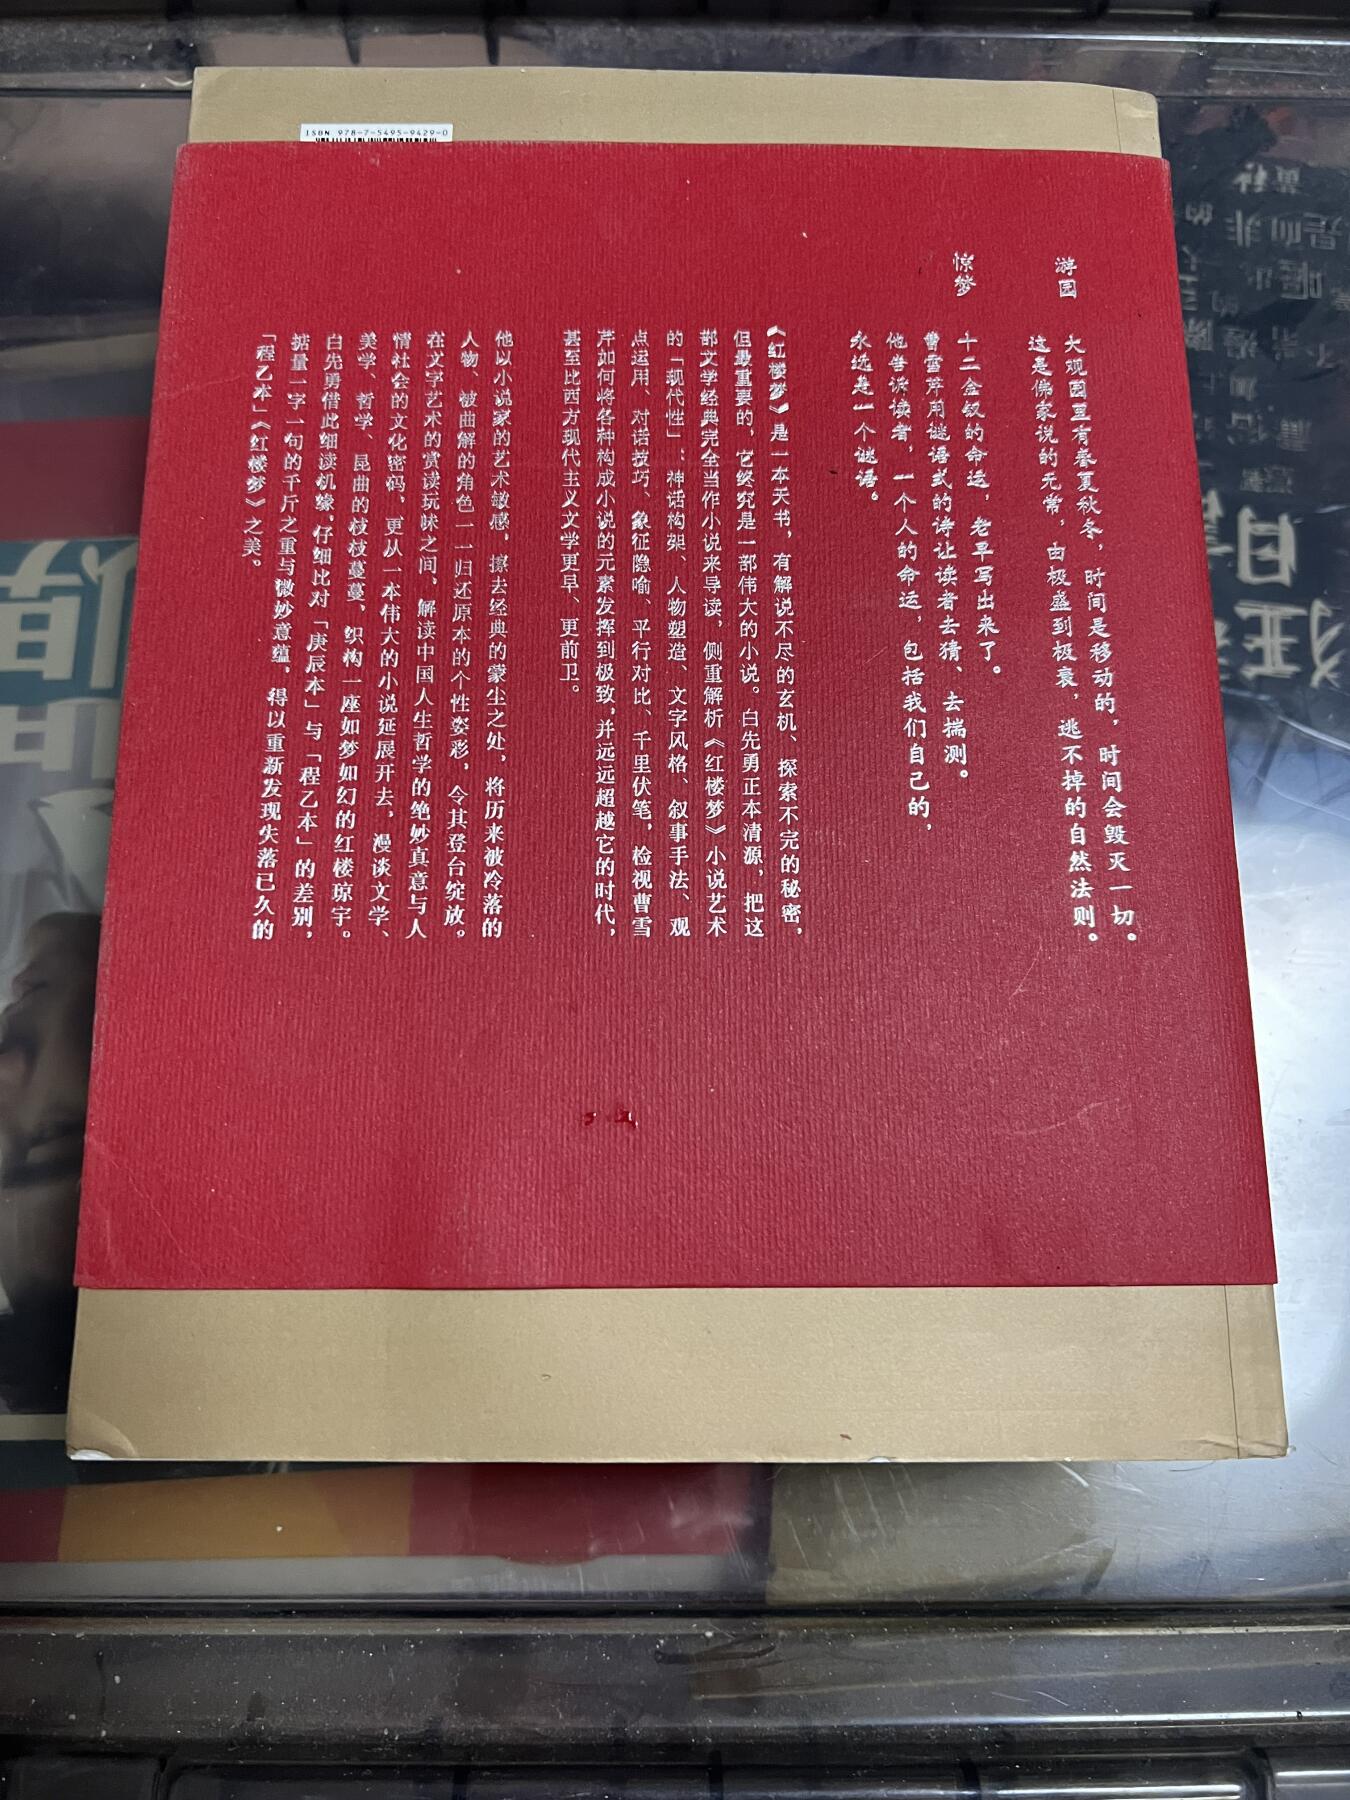 ISBN 978-7-5495-9429-0
游园
大观园里有春夏秋冬，时间是移动的，时间会毁灭一切。
这是佛家说的无常，由极盛到极衰，逃不掉的自然法则。
惊梦
十二金钗的命运，老早写出来了。
曹雪芹用谜语式的诗让读者去猜、去揣测。
他告诉读者，一个人的命运，包括我们自己的，
永远是一个谜语。
《红楼梦》是一本天书，有解说不尽的玄机、探索不完的秘密，
但最重要的，它终究是一部伟大的小说。白先勇正本清源，把这
部文学经典完全当作小说来导读，侧重解析《红楼梦》小说艺术
的「现代性」：神话构架、人物塑造、文字风格、叙事手法、观
点运用、对话技巧、象征隐喻、平行对比、千里伏笔，检视曹雪
芹如何将各种构成小说的元素发挥到极致，并远远超越它的时代，
甚至比西方现代主义文学更早、更前卫。
他以小说家的艺术敏感，擦去经典的蒙尘之处，将历来被冷落的
人物、被曲解的角色一一归还原本的个性姿彩，令其登台绽放。
在文字艺术的赏读玩味之间，解读中国人生哲学的绝妙真意与人
情社会的文化密码，更从一本伟大的小说延展开去，漫谈文学、
美学、哲学、昆曲的枝枝蔓蔓，织构一座如梦如幻的红楼琼宇。
白先勇借此细读机缘，仔细比对「庚辰本」与「程乙本」的差别，
掂量一字一句的千斤之重与微妙意蕴，得以重新发现失落已久的
「程乙本」《红楼梦》之美。